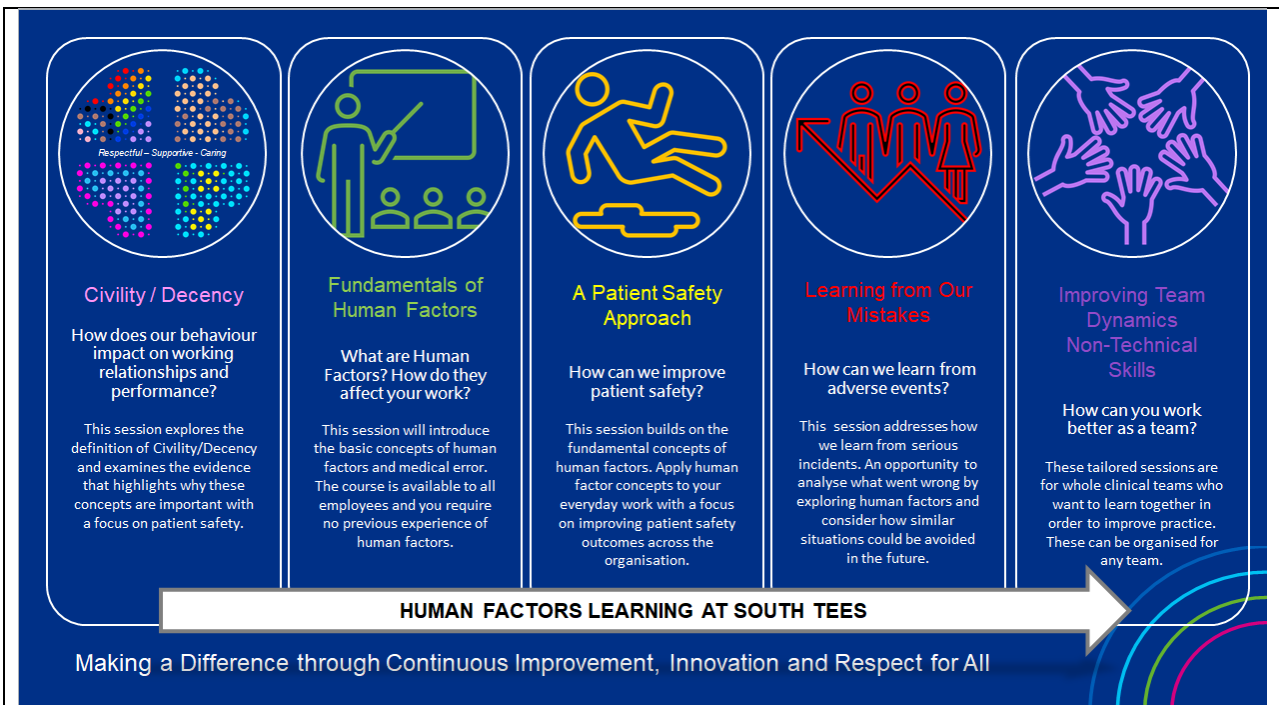 Respectful – Supportive - Caring
Civility / Decency
How does our behaviour
impact on working
relationships and
performance?
This session explores the
definition of Civility/Decency
and examines the evidence
that highlights why these
concepts are important with
a focus on patient safety.
Fundamentals of
Human Factors
What are Human
Factors? How do they
affect your work?
This session will introduce
the basic concepts of human
factors and medical error.
The course is available to all
employees and you require
no previous experience of
human factors.
A Patient Safety
Approach
How can we improve
patient safety?
This session builds on the
fundamental concepts of
human factors. Apply human
factor concepts to your
everyday work with a focus
on improving patient safety
outcomes across the
organisation.
Learning from Our
Mistakes
How can we learn from
adverse events?
This session addresses how
we learn from serious
incidents. An opportunity to
analyse what went wrong by
exploring human factors and
consider how similar
situations could be avoided
in the future.
Improving Team
Dynamics
Non-Technical
Skills
How can you work
better as a team?
These tailored sessions are
for whole clinical teams who
want to learn together in
order to improve practice.
These can be organised for
any team.
HUMAN FACTORS LEARNING AT SOUTH TEES
Making a Difference through Continuous Improvement, Innovation and Respect for All